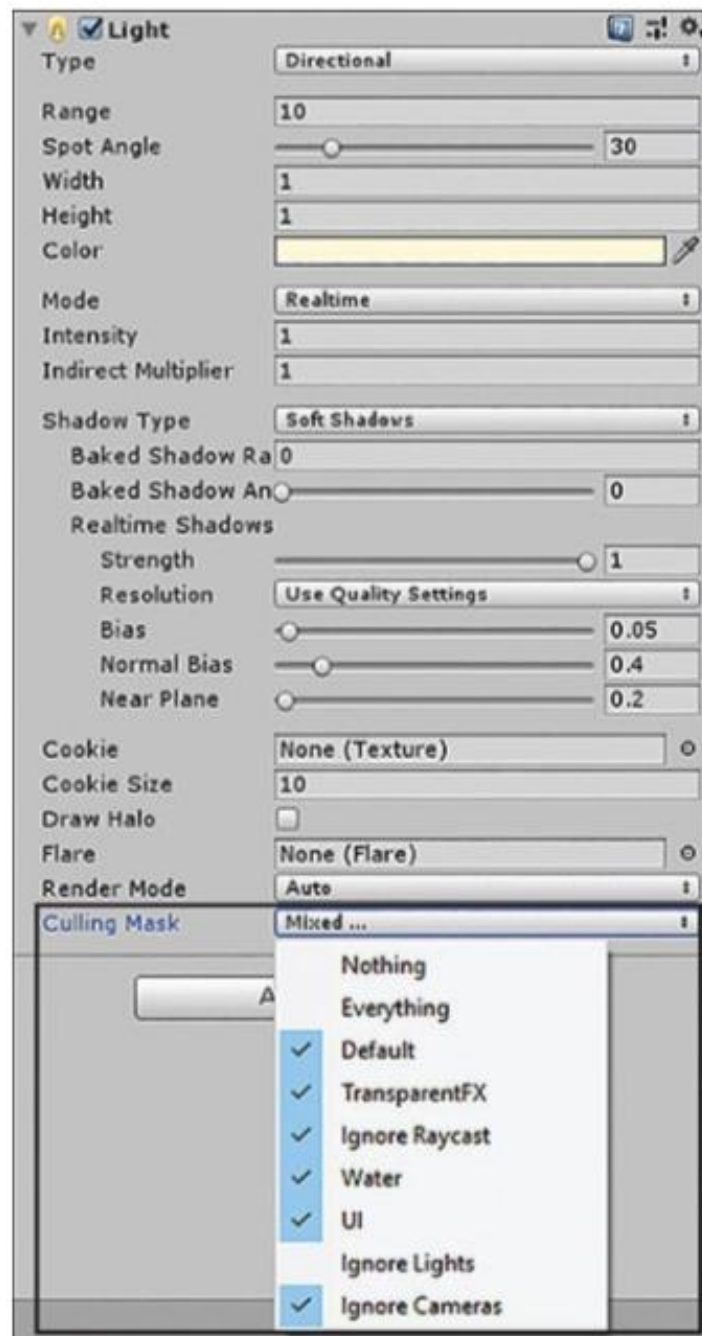 Light
Type Directional
Range 10
Spot Angle 30
Width 1
Height 1
Color
Mode Realtime
Intensity 1
Indirect Multiplier 1
Shadow Type Soft Shadows
Baked Shadow Ra 0
Baked Shadow An 0
Realtime Shadows
Strength 1
Resolution Use Quality Settings
Bias 0.05
Normal Bias 0.4
Near Plane 0.2
Cookie None (Texture)
Cookie Size 10
Draw Halo
Flare None (Flare)
Render Mode Auto
Culling Mask Mixed ...
Nothing
Everything
A
Default
TransparentFX
Ignore Raycast
Water
UI
Ignore Lights
Ignore Cameras